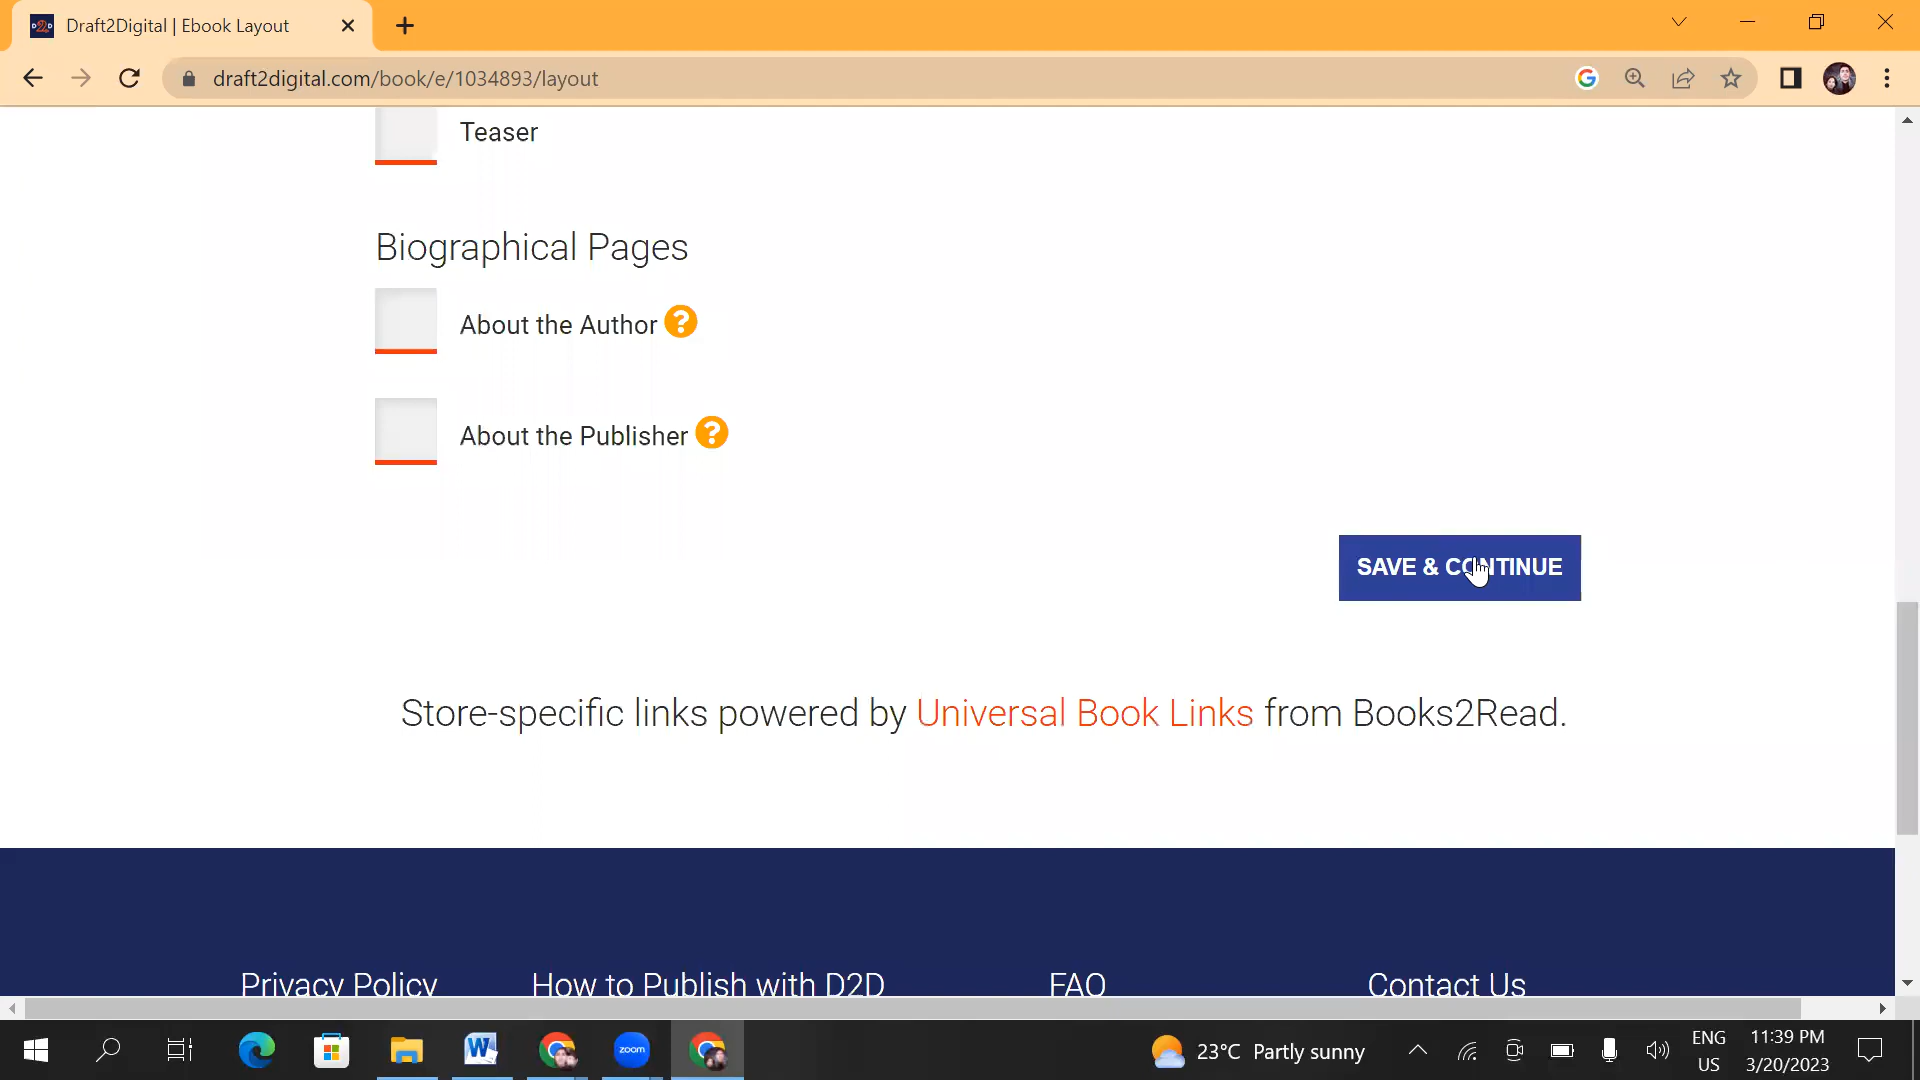 Draft2Digital | Ebook Layout
draft2digital.com/book/e/1034893/layout
Teaser
Biographical Pages
About the Author ?
About the Publisher ?
SAVE & CONTINUE
Store-specific links powered by Universal Book Links from Books2Read.
Privacy Policy
How to Publish with D2D
FAQ
Contact Us
W
zoom
23°C Partly sunny
ENG
US
11:39 PM
3/20/2023